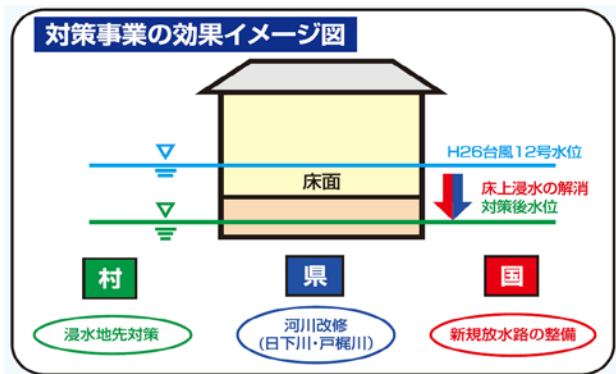 対策事業の効果イメージ図
H26台風12号水位
床面
床上浸水の解消
対策後水位
村
県
国
浸水地先対策
河川改修
(日下川・戸梶川)
新規放水路の整備